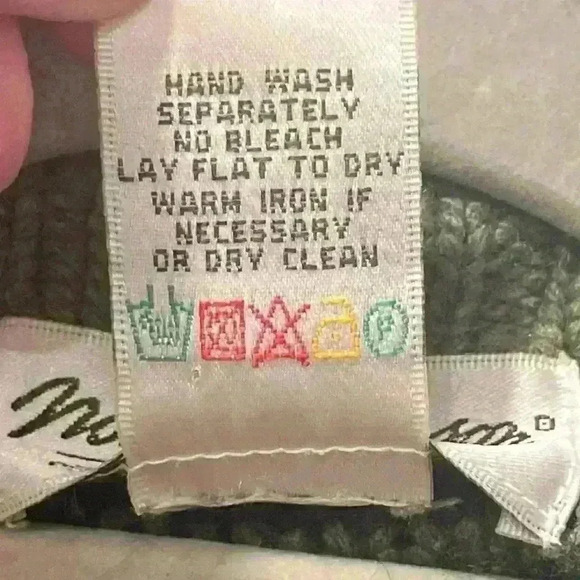 HAND WASH
SEPARATELY
NO BLEACH
LAY FLAT TO DRY
WARM IRON IF
NECESSARY
OR DRY CLEAN